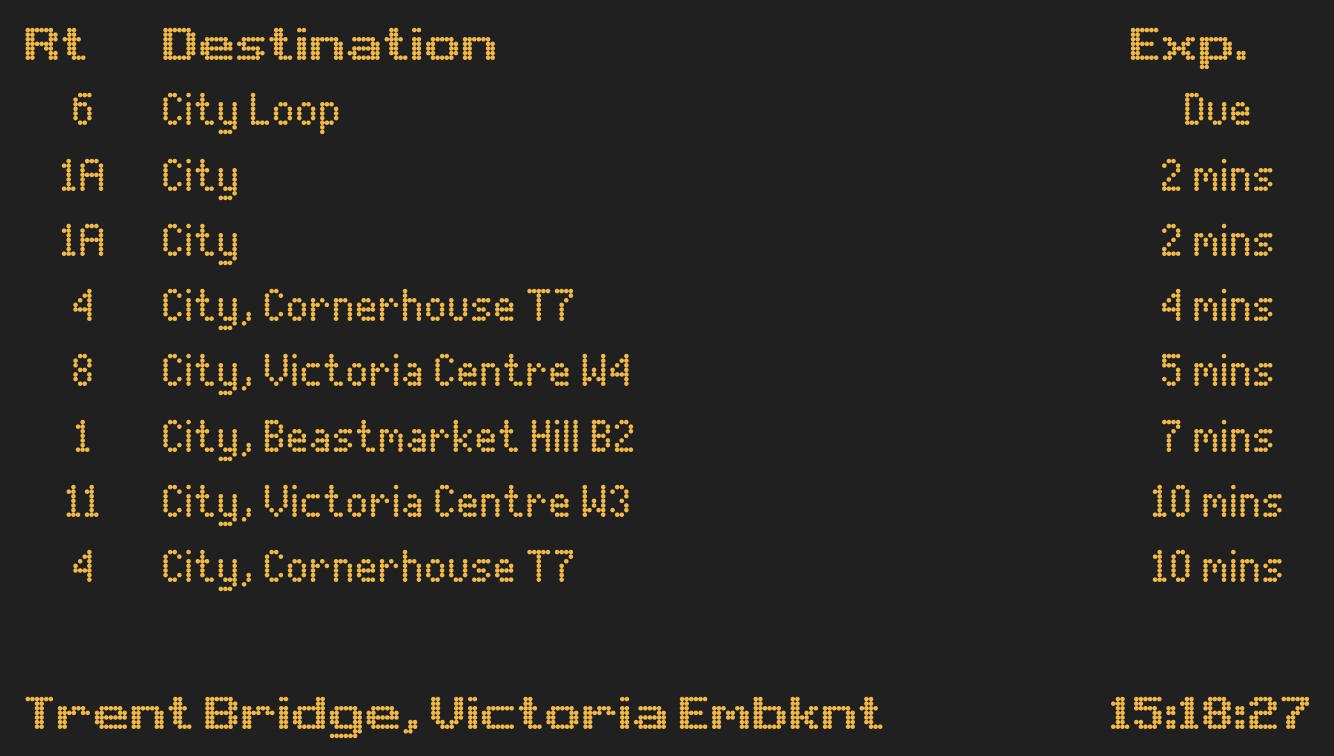 Rt Destination Exp.
6 City Loop Due
1A City 2 mins
1A City 2 mins
4 City, Cornerhouse T7 4 mins
8 City, Victoria Centre W4 5 mins
1 City, Beastmarket Hill B2 7 mins
11 City, Victoria Centre W3 10 mins
4 City, Cornerhouse T7 10 mins
Trent Bridge, Victoria Embknt 15:18:27